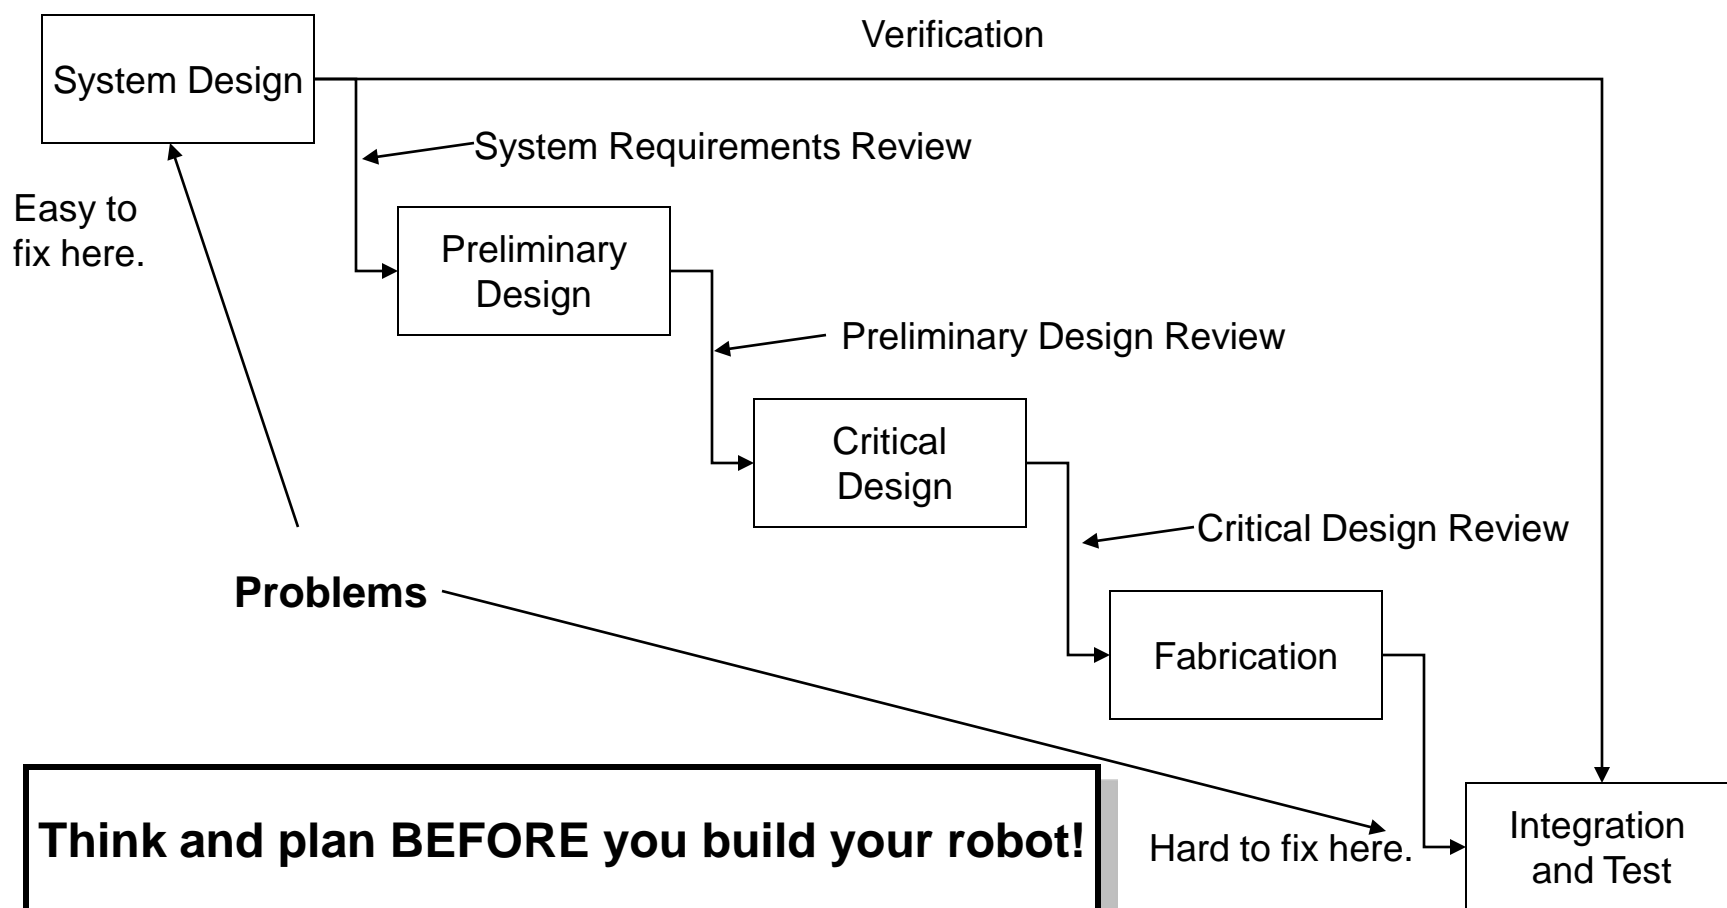 Verification
System Design
System Requirements Review
Easy to
fix here.
Preliminary
Design
Preliminary Design Review
Critical
Design
Critical Design Review
Problems
Fabrication
Think and plan BEFORE you build your robot!
Hard to fix here.
Integration
and Test